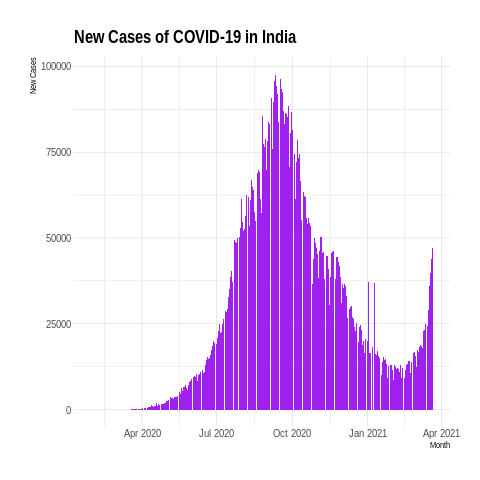 New Cases of COVID-19 in India
New Cases
100000
75000
50000
25000
0
Apr 2020 Jul 2020 Oct 2020 Jan 2021 Apr 2021
Month